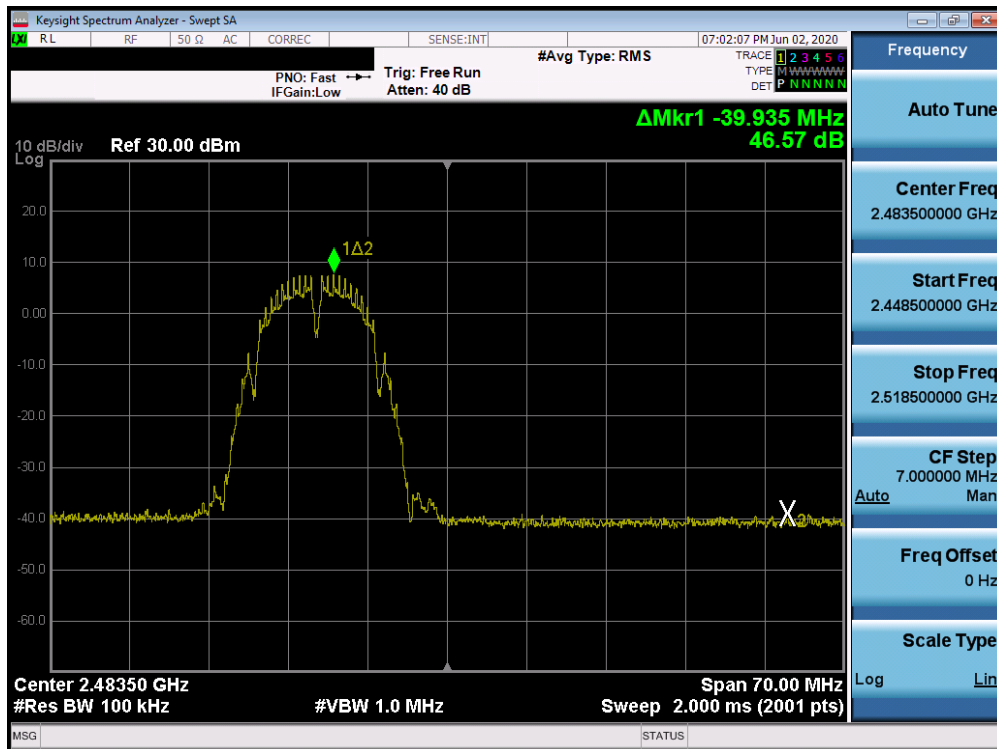 Keysight Spectrum Analyzer - Swept SA
LXI RL RF 50 Ω AC CORREC SENSE:INT 07:02:07 PM Jun 02, 2020
#Avg Type: RMS
TRACE 1 2 3 4 5 6
TYPE M WWWWW
DET P N N N N N
PNO: Fast
IFGain:Low
Trig: Free Run
Atten: 40 dB
ΔMkr1 -39.935 MHz
46.57 dB
10 dB/div
Log
Ref 30.00 dBm
20.0
10.0
0.00
-10.0
-20.0
-30.0
-40.0
-50.0
-60.0
1Δ2
X2
Center 2.48350 GHz
#Res BW 100 kHz
#VBW 1.0 MHz
Span 70.00 MHz
Sweep 2.000 ms (2001 pts)
MSG
STATUS
Frequency
Auto Tune
Center Freq
2.483500000 GHz
Start Freq
2.448500000 GHz
Stop Freq
2.518500000 GHz
CF Step
7.000000 MHz
Auto Man
Freq Offset
0 Hz
Scale Type
Log Lin